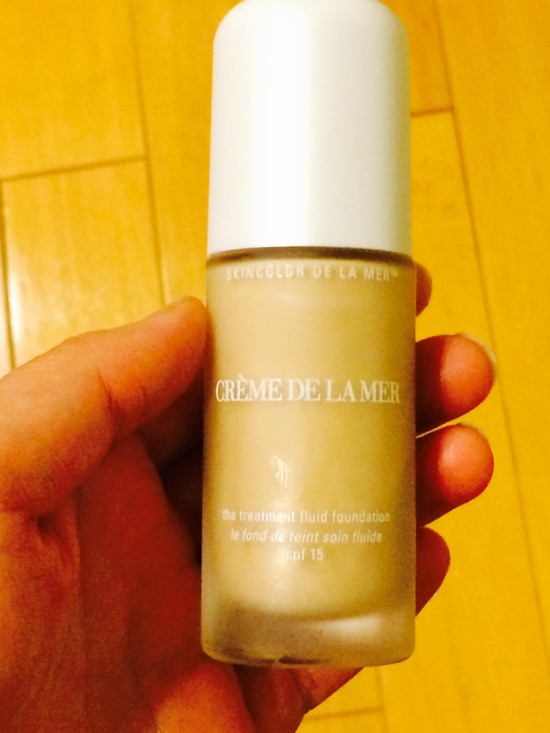 SKINCOLOR DE LA MER™
CRÈME DE LA MER
the treatment fluid foundation
le fond de teint soin fluide
spf 15